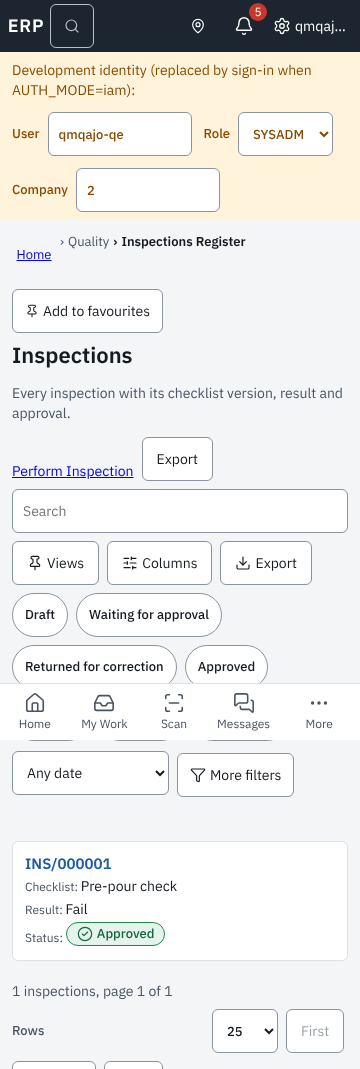 ERP
5
qmqaj...
Development identity (replaced by sign-in when
AUTH_MODE=iam):
User
qmqajo-qe
Role
SYSADM
Company
2
Home
› Quality › Inspections Register
Add to favourites
Inspections
Every inspection with its checklist version, result and
approval.
Perform Inspection
Export
Search
Views
Columns
Export
Draft
Waiting for approval
Returned for correction
Approved
Home
My Work
Scan
Messages
More
Any date
More filters
INS/000001
Checklist: Pre-pour check
Result: Fail
Status: Approved
1 inspections, page 1 of 1
Rows
25
First